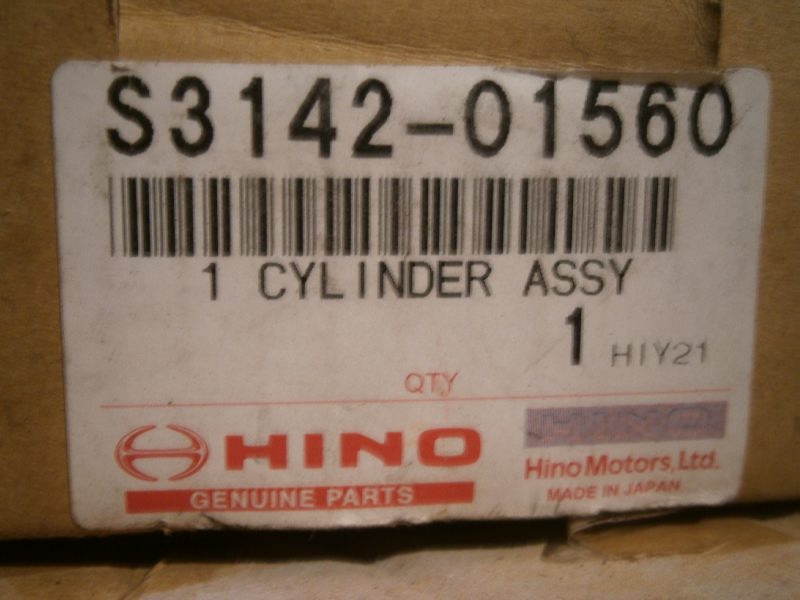 S3142-01560
1 CYLINDER ASSY
1 HIY21
QTY
HINO
GENUINE PARTS
HINO
Hino Motors, Ltd.
MADE IN JAPAN